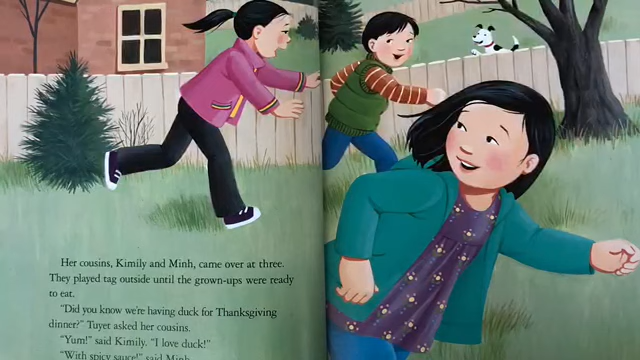 Her cousins, Kimily and Minh, came over at three.
They played tag outside until the grown-ups were ready
to eat.
"Did you know we're having duck for Thanksgiving
dinner?" Tuyet asked her cousins.
"Yum!" said Kimily. "I love duck!"
"With spicy sauce!" said Minh.